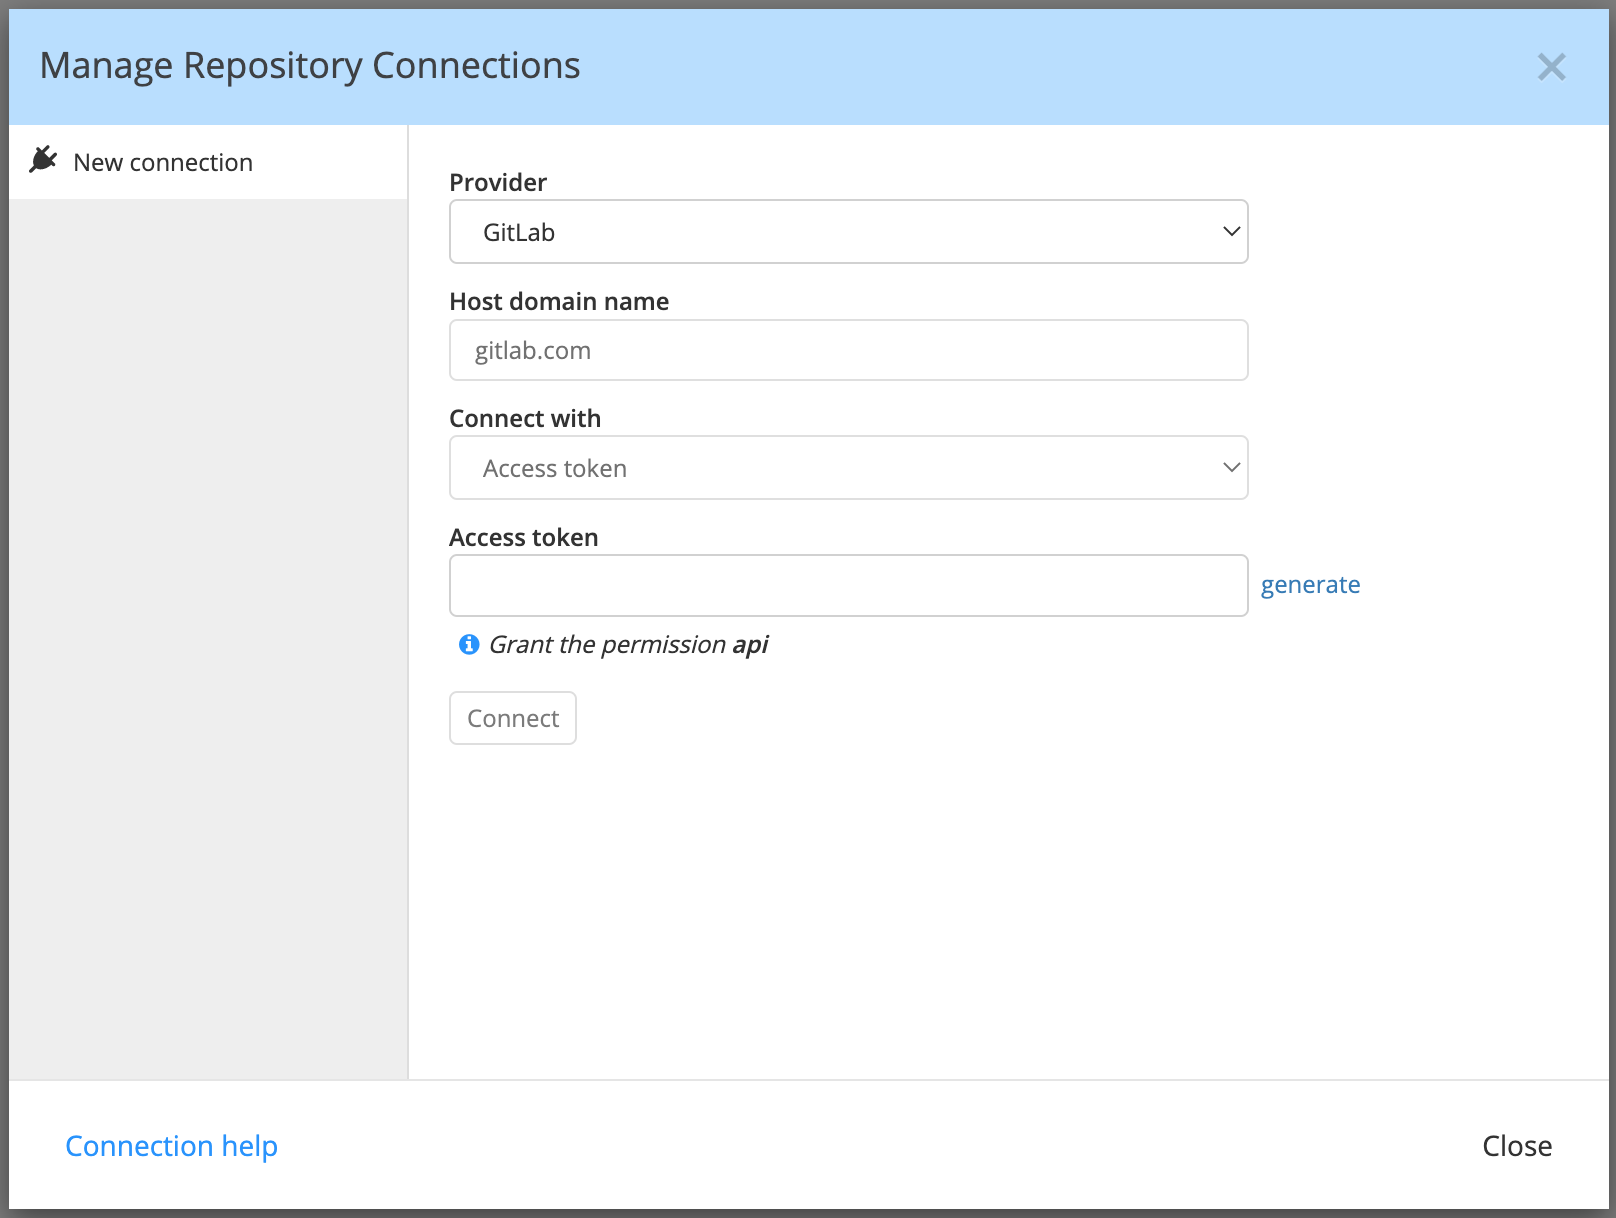 Manage Repository Connections
New connection
Provider
GitLab
Host domain name
gitlab.com
Connect with
Access token
Access token
generate
Grant the permission api
Connect
Connection help
Close